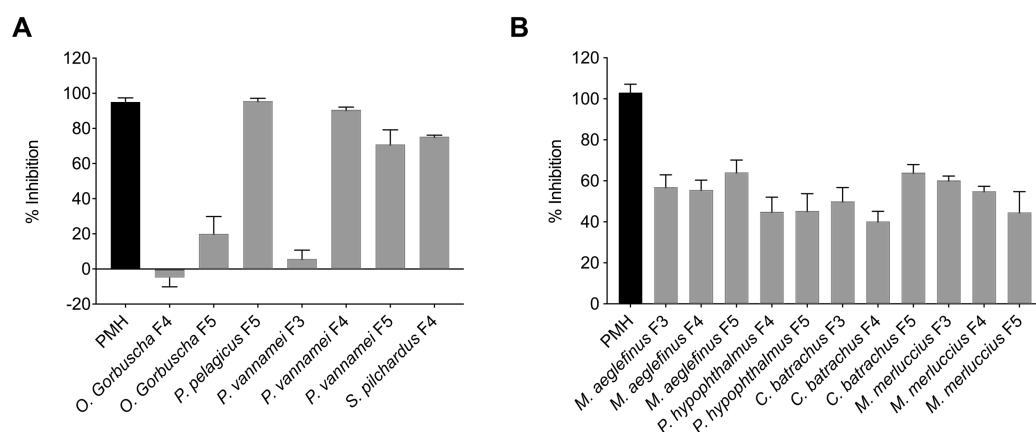 A
% Inhibition
120
100
80
60
40
20
0
-20
PMH
O. Gorbuscha F4
O. Gorbuscha F5
P. pelagicus F5
P. vannamei F3
P. vannamei F4
P. vannamei F5
S. pilchardus F4
B
% Inhibition
120
100
80
60
40
20
0
PMH
M. aeglefinus F3
M. aeglefinus F4
M. aeglefinus F5
P. hypophthalmus F4
P. hypophthalmus F5
C. batrachus F3
C. batrachus F4
C. batrachus F5
M. merluccius F3
M. merluccius F4
M. merluccius F5